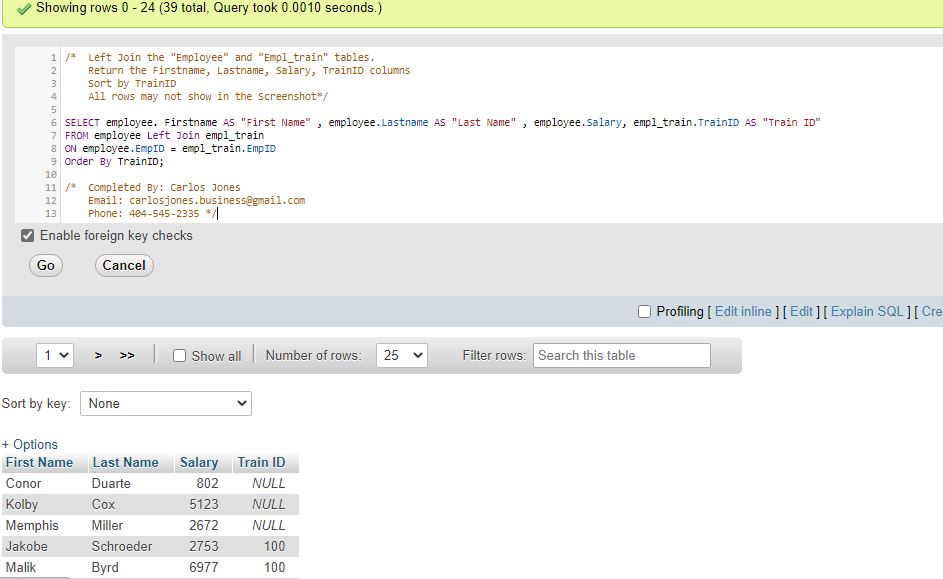 Showing rows 0 - 24 (39 total, Query took 0.0010 seconds.)
1 /* Left Join the "Employee" and "Empl_train" tables.
2 Return the Firstname, Lastname, Salary, TrainID columns
3 Sort by TrainID
4 All rows may not show in the Screenshot*/
5
6 SELECT employee. Firstname AS "First Name" , employee.Lastname AS "Last Name" , employee.Salary, empl_train.TrainID AS "Train ID"
7 FROM employee Left Join empl_train
8 ON employee.EmpID = empl_train.EmpID
9 Order By TrainID;
10
11 /* Completed By: Carlos Jones
12 Email: carlosjones.business@gmail.com
13 Phone: 404-545-2335 */
Enable foreign key checks
Go Cancel
Profiling [ Edit inline ] [ Edit ] [ Explain SQL ] [ Cre
1 > >> Show all Number of rows: 25 Filter rows: Search this table
Sort by key: None
+ Options
First Name Last Name Salary Train ID
Conor Duarte 802 NULL
Kolby Cox 5123 NULL
Memphis Miller 2672 NULL
Jakobe Schroeder 2753 100
Malik Byrd 6977 100